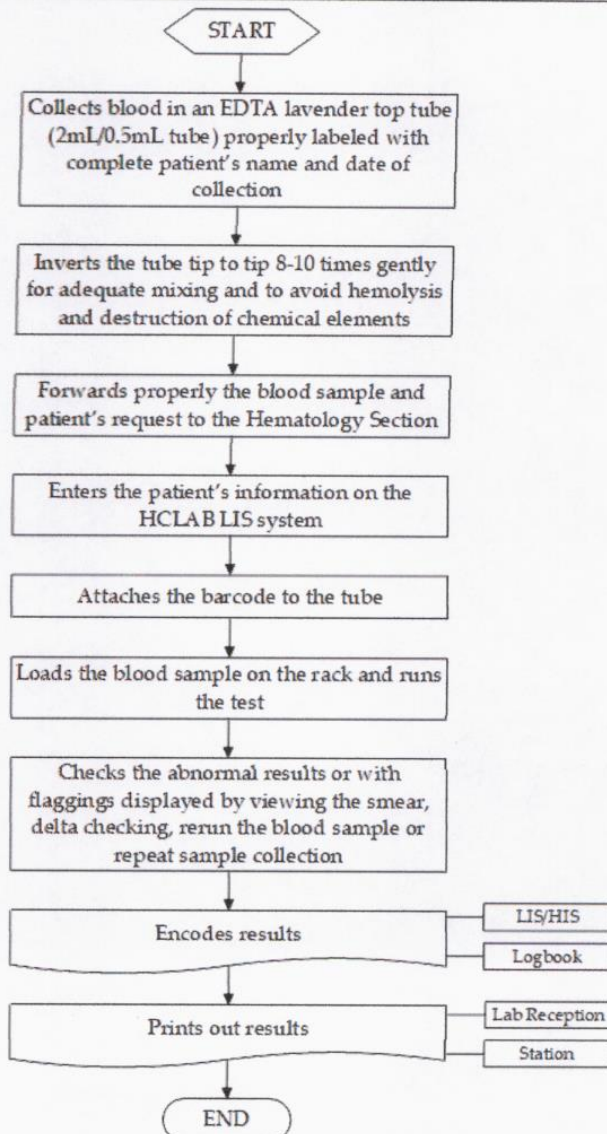 START
Collects blood in an EDTA lavender top tube
(2mL/0.5mL tube) properly labeled with
complete patient's name and date of
collection
Inverts the tube tip to tip 8-10 times gently
for adequate mixing and to avoid hemolysis
and destruction of chemical elements
Forwards properly the blood sample and
patient's request to the Hematology Section
Enters the patient's information on the
HCLAB LIS system
Attaches the barcode to the tube
Loads the blood sample on the rack and runs
the test
Checks the abnormal results or with
flaggings displayed by viewing the smear,
delta checking, rerun the blood sample or
repeat sample collection
Encodes results
LIS/HIS
Logbook
Prints out results
Lab Reception
Station
END